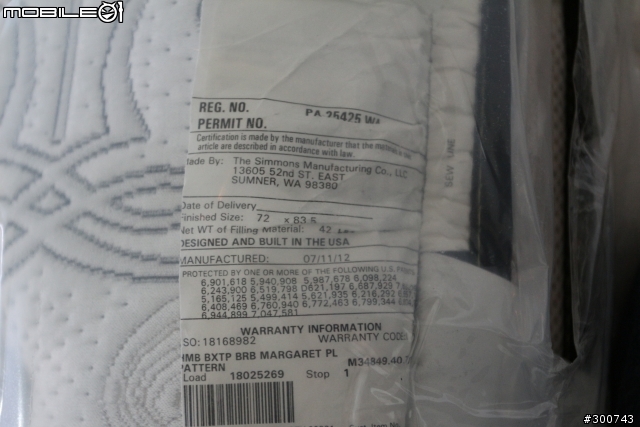 MOBILE01
REG. NO. PA 25425 WA
PERMIT NO.
Certification is made by the manufacturer that the
article are described in accordance with law.
Made By: The Simmons Manufacturing Co., LLC
13605 52nd ST. EAST
SUMNER, WA 98380
SEW LINE
Date of Delivery
Finished Size: 72 x 83.5
Net WT of Filling Material: 42
DESIGNED AND BUILT IN THE USA
MANUFACTURED: 07/11/12
PROTECTED BY ONE OR MORE OF THE FOLLOWING U.S.
6,901,618 5,940,908 5,987,678 6,098,224
6,243,900 6,519,798 D621,197 6,687,929
5,165,125 5,499,414 5,621,935 6,216,292
6,408,469 6,760,940 6,772,463 6,799,344
6,944,899 7,047,581
WARRANTY INFORMATION
SO: 18168982 WARRANTY CODE:
HMB BXTP BRB MARGARET PL
PATTERN M34849.40
Load 18025269 Stop 1
#300743